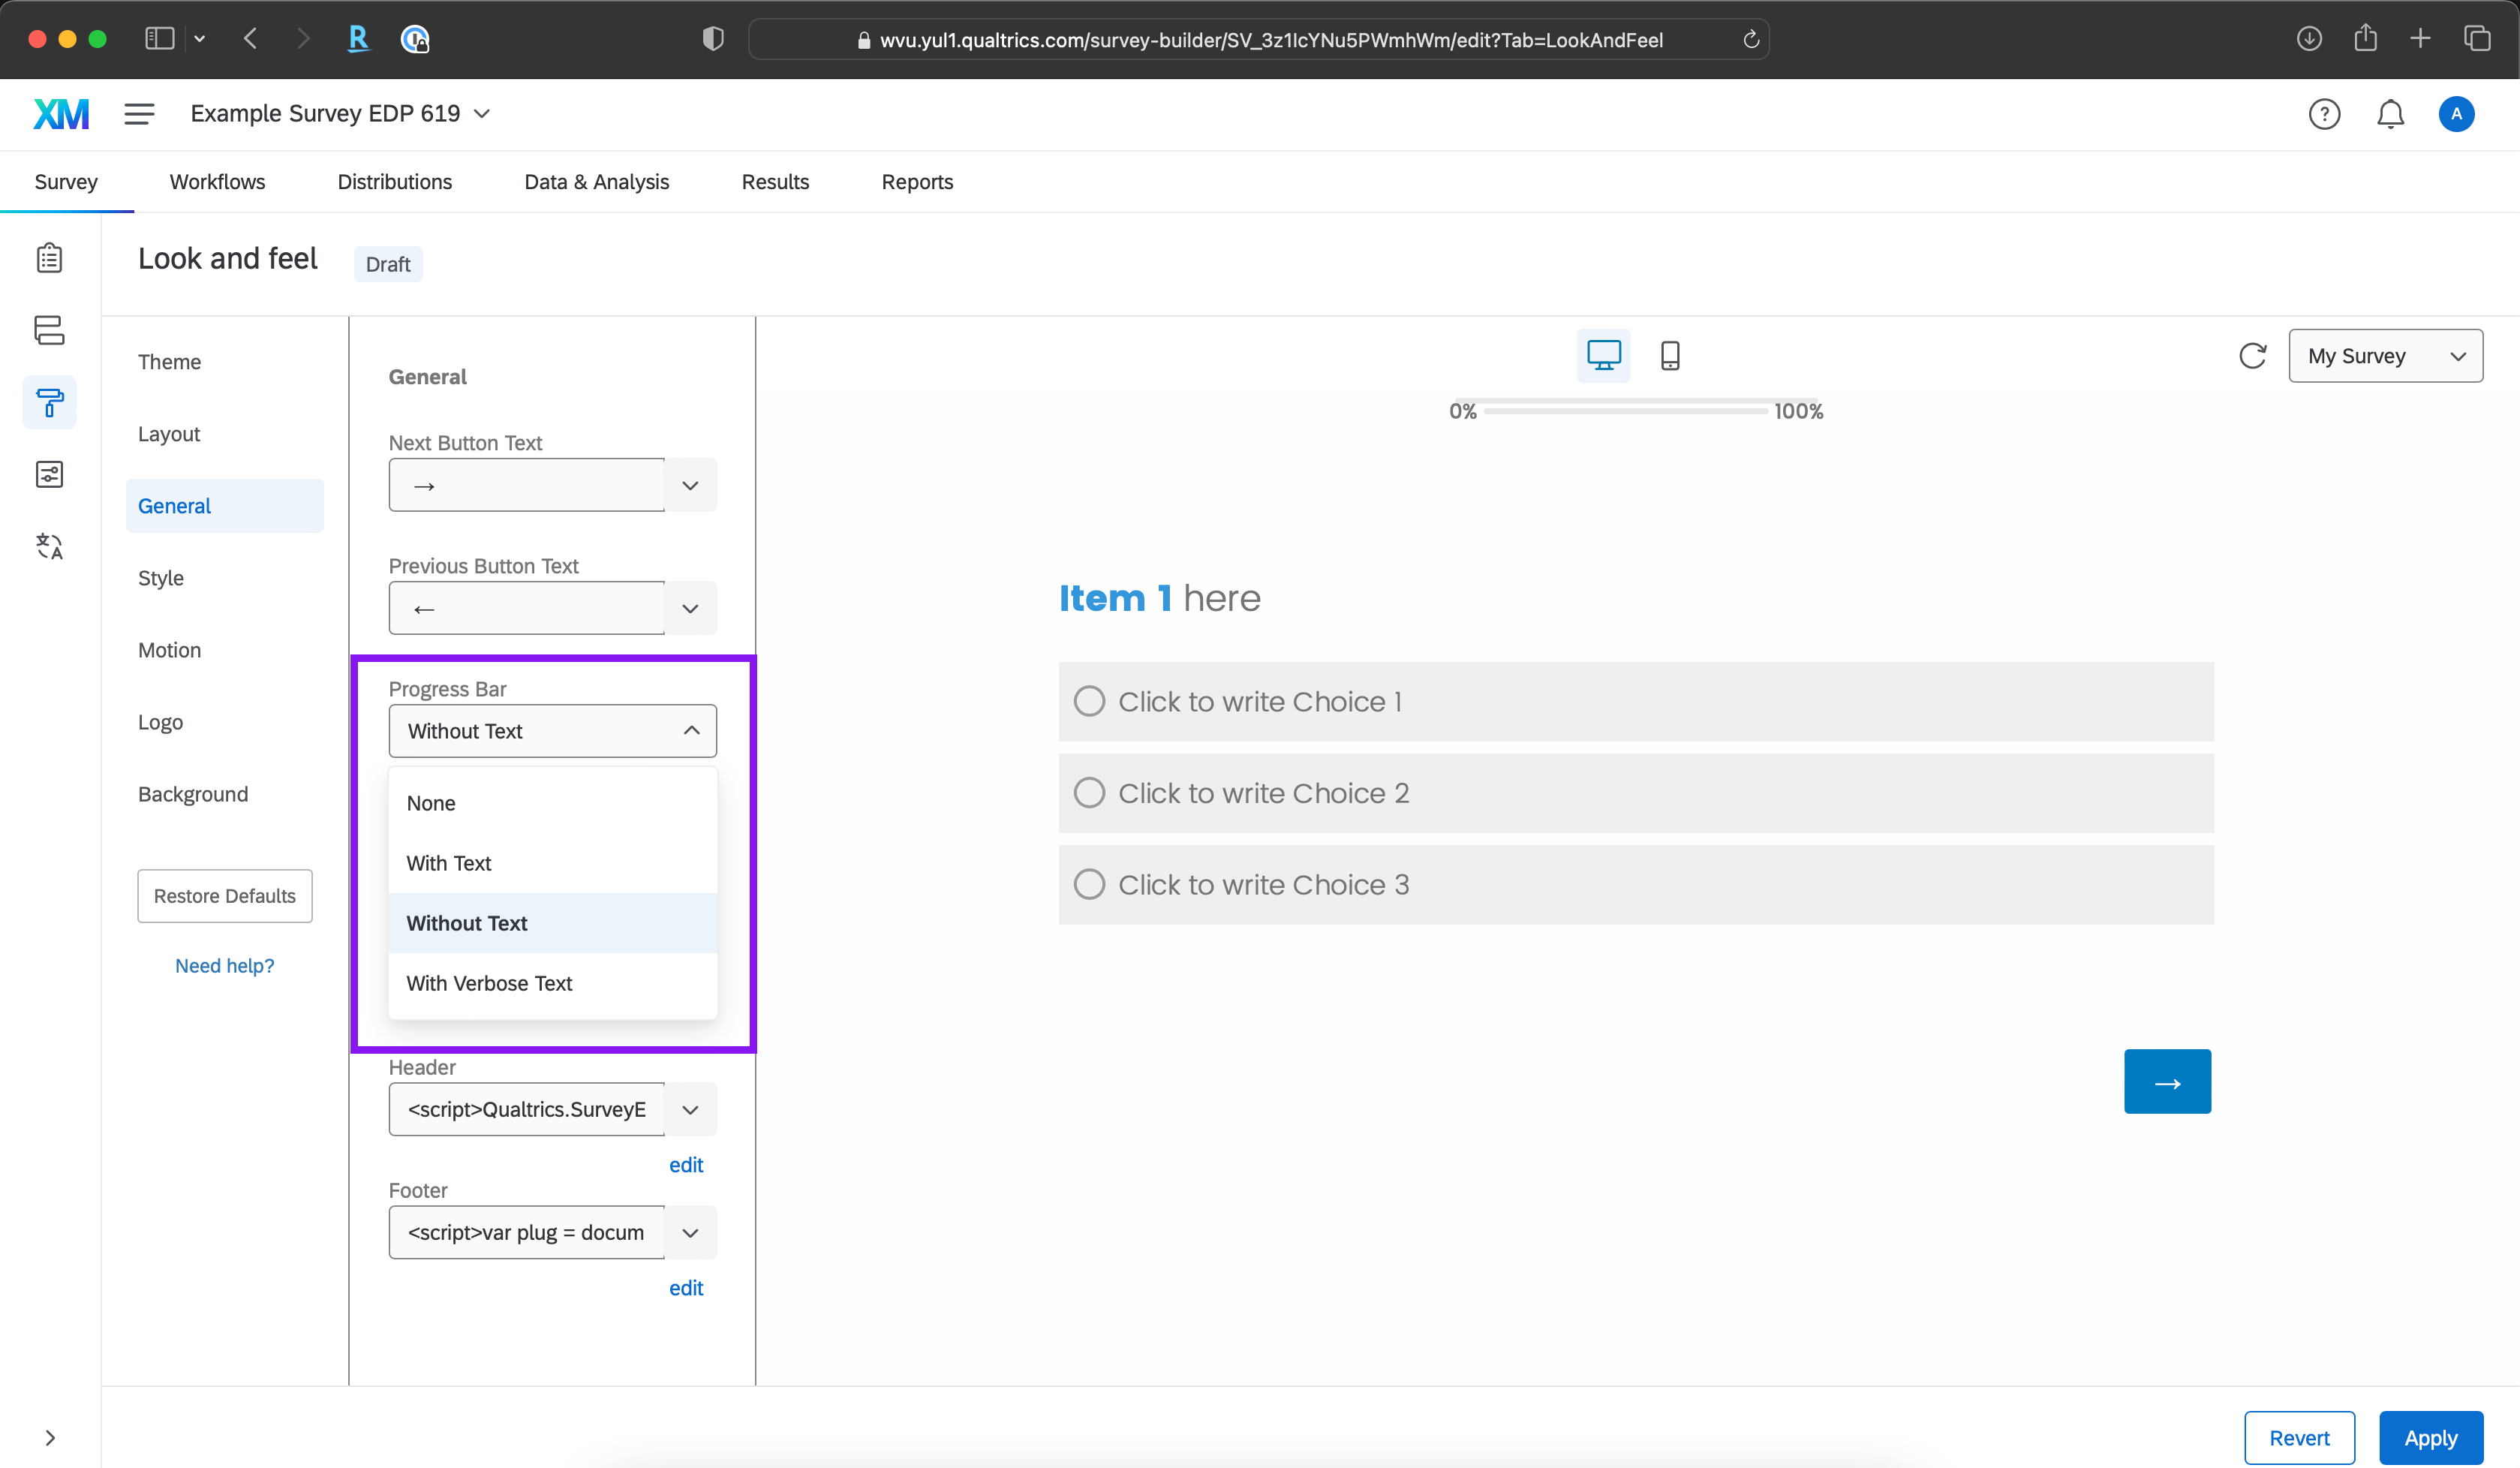 wvu.yul1.qualtrics.com/survey-builder/SV_3z1lcYNu5PWmhWm/edit?Tab=LookAndFeel
XM
Example Survey EDP 619
?
A
Survey
Workflows
Distributions
Data & Analysis
Results
Reports
Look and feel
Draft
Theme
Layout
General
Style
Motion
Logo
Background
Restore Defaults
Need help?
General
Next Button Text
→
Previous Button Text
←
Progress Bar
Without Text
None
With Text
Without Text
With Verbose Text
Header
<script>Qualtrics.SurveyE
edit
Footer
<script>var plug = docum
edit
My Survey
0% 100%
Item 1 here
Click to write Choice 1
Click to write Choice 2
Click to write Choice 3
→
Revert
Apply